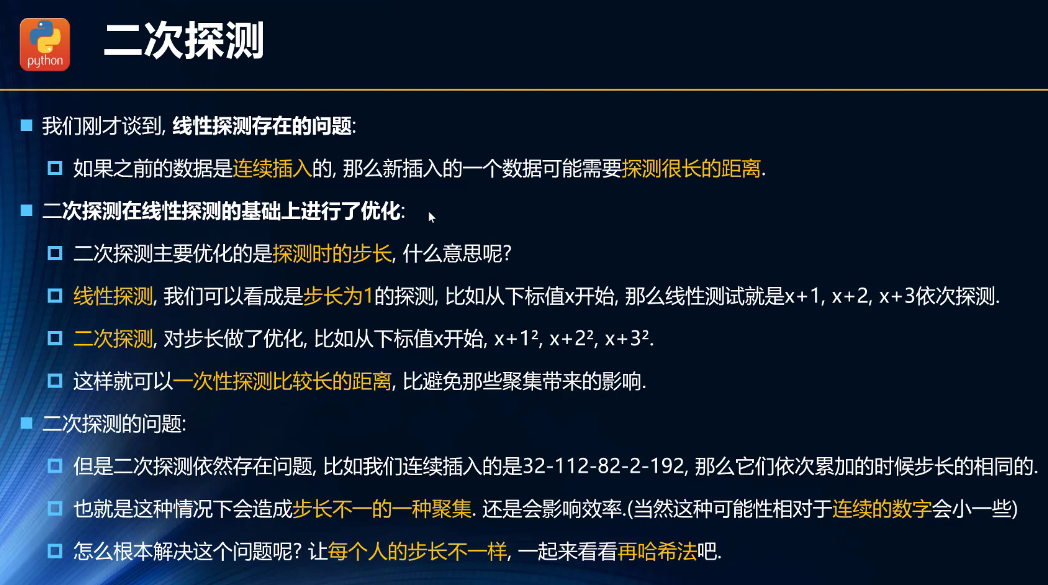 python
二次探测
我们刚才谈到, 线性探测存在的问题:
如果之前的数据是连续插入的, 那么新插入的一个数据可能需要探测很长的距离.
二次探测在线性探测的基础上进行了优化:
二次探测主要优化的是探测时的步长, 什么意思呢?
线性探测, 我们可以看成是步长为1的探测, 比如从下标值x开始, 那么线性测试就是x+1, x+2, x+3依次探测.
二次探测, 对步长做了优化, 比如从下标值x开始, x+1², x+2², x+3².
这样就可以一次性探测比较长的距离, 比避免那些聚集带来的影响.
二次探测的问题:
但是二次探测依然存在问题, 比如我们连续插入的是32-112-82-2-192, 那么它们依次累加的时候步长的相同的.
也就是这种情况下会造成步长不一的一种聚集. 还是会影响效率.(当然这种可能性相对于连续的数字会小一些)
怎么根本解决这个问题呢? 让每个人的步长不一样, 一起来看看再哈希法吧.